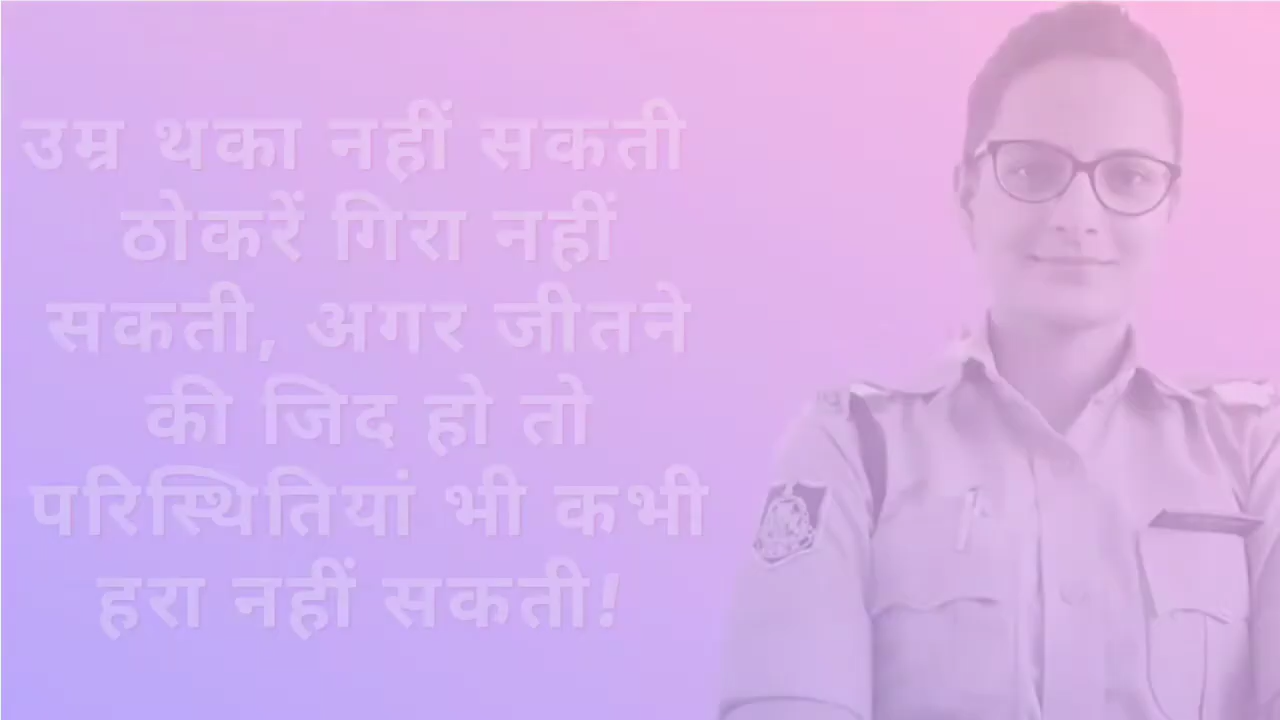 उम्र थका नहीं सकती
ठोकरें गिरा नहीं
सकती, अगर जीतने
की जिद हो तो
परिस्थितियां भी कभी
हरा नहीं सकती!